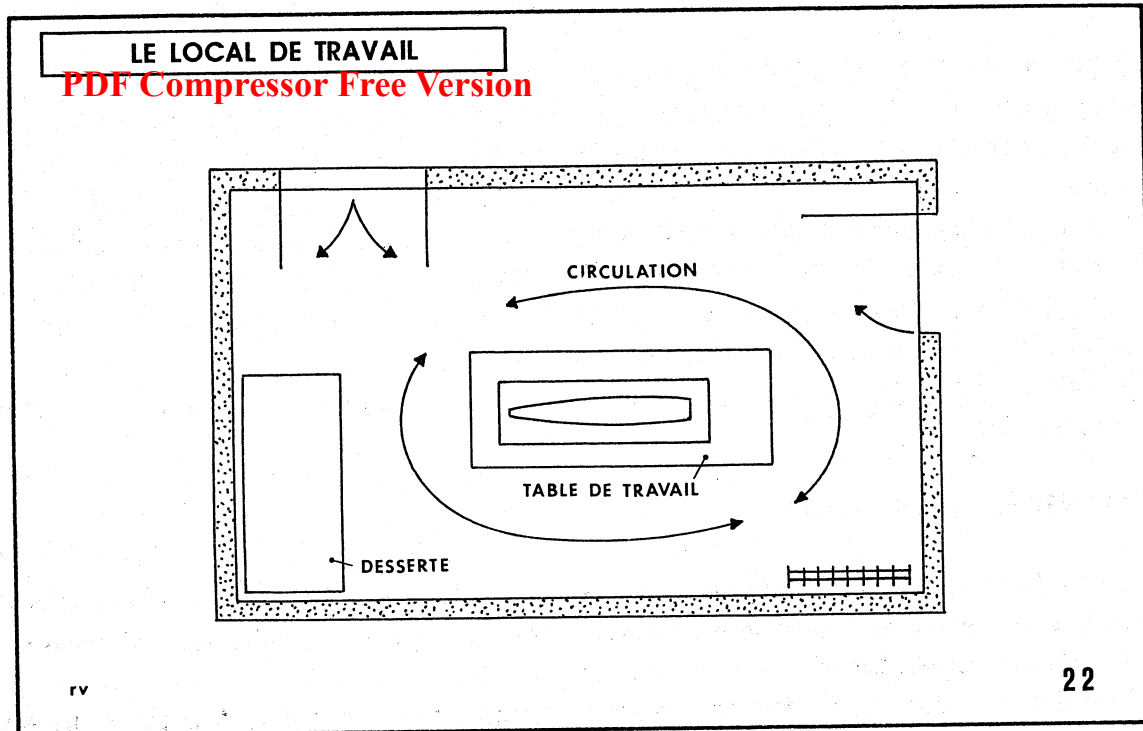 LE LOCAL DE TRAVAIL
PDF Compressor Free Version
CIRCULATION
TABLE DE TRAVAIL
DESSERTE
rv
22